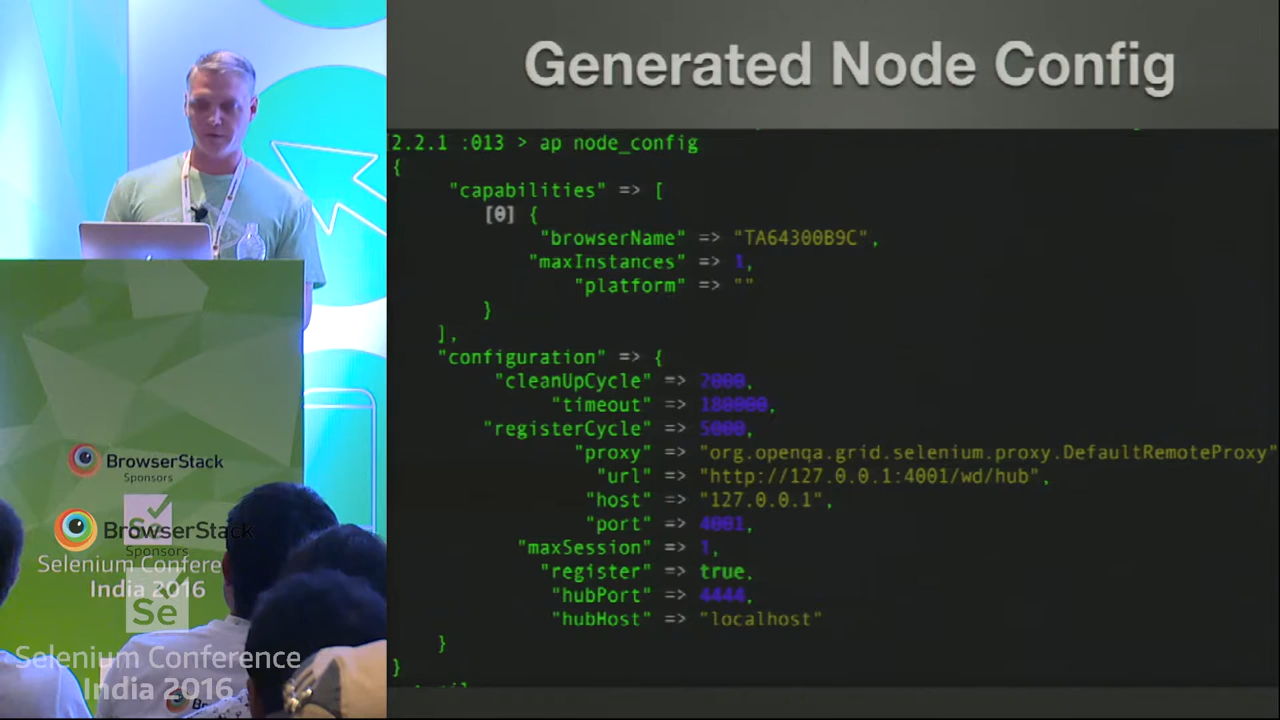 Generated Node Config
2.2.1 :013 > ap node_config
{
"capabilities" => [
[0] {
"browserName" => "TA64300B9C",
"maxInstances" => 1,
"platform" => ""
}
],
"configuration" => {
"cleanUpCycle" => 2000,
"timeout" => 180000,
"registerCycle" => 5000,
"proxy" => "org.openqa.grid.selenium.proxy.DefaultRemoteProxy"
"url" => "http://127.0.0.1:4001/wd/hub",
"host" => "127.0.0.1",
"port" => 4001,
"maxSession" => 1,
"register" => true,
"hubPort" => 4444,
"hubHost" => "localhost"
}
}
BrowserStack
Sponsors
Se
BrowserStack
Sponsors
Selenium Confere
India 2016
Se
Selenium Conference
India 2016